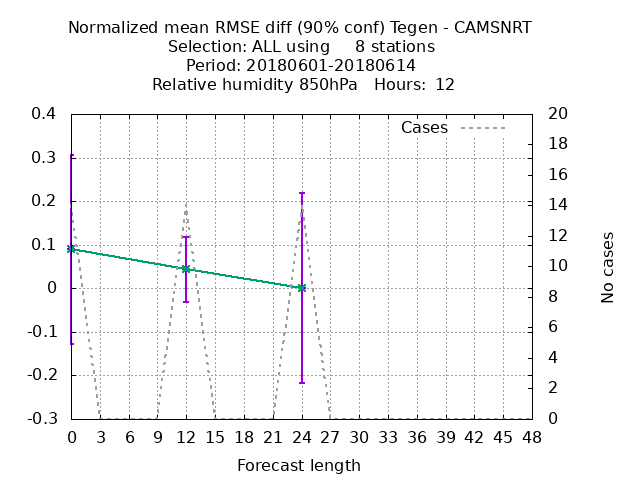 Normalized mean RMSE diff (90% conf) Tegen - CAMSNRT
Selection: ALL using     8 stations
Period: 20180601-20180614
Relative humidity 850hPa   Hours:  12
Cases
0.4
0.3
0.2
0.1
0
-0.1
-0.2
-0.3
20
18
16
14
12
10
8
6
4
2
0
No cases
0 3 6 9 12 15 18 21 24 27 30 33 36 39 42 45 48
Forecast length